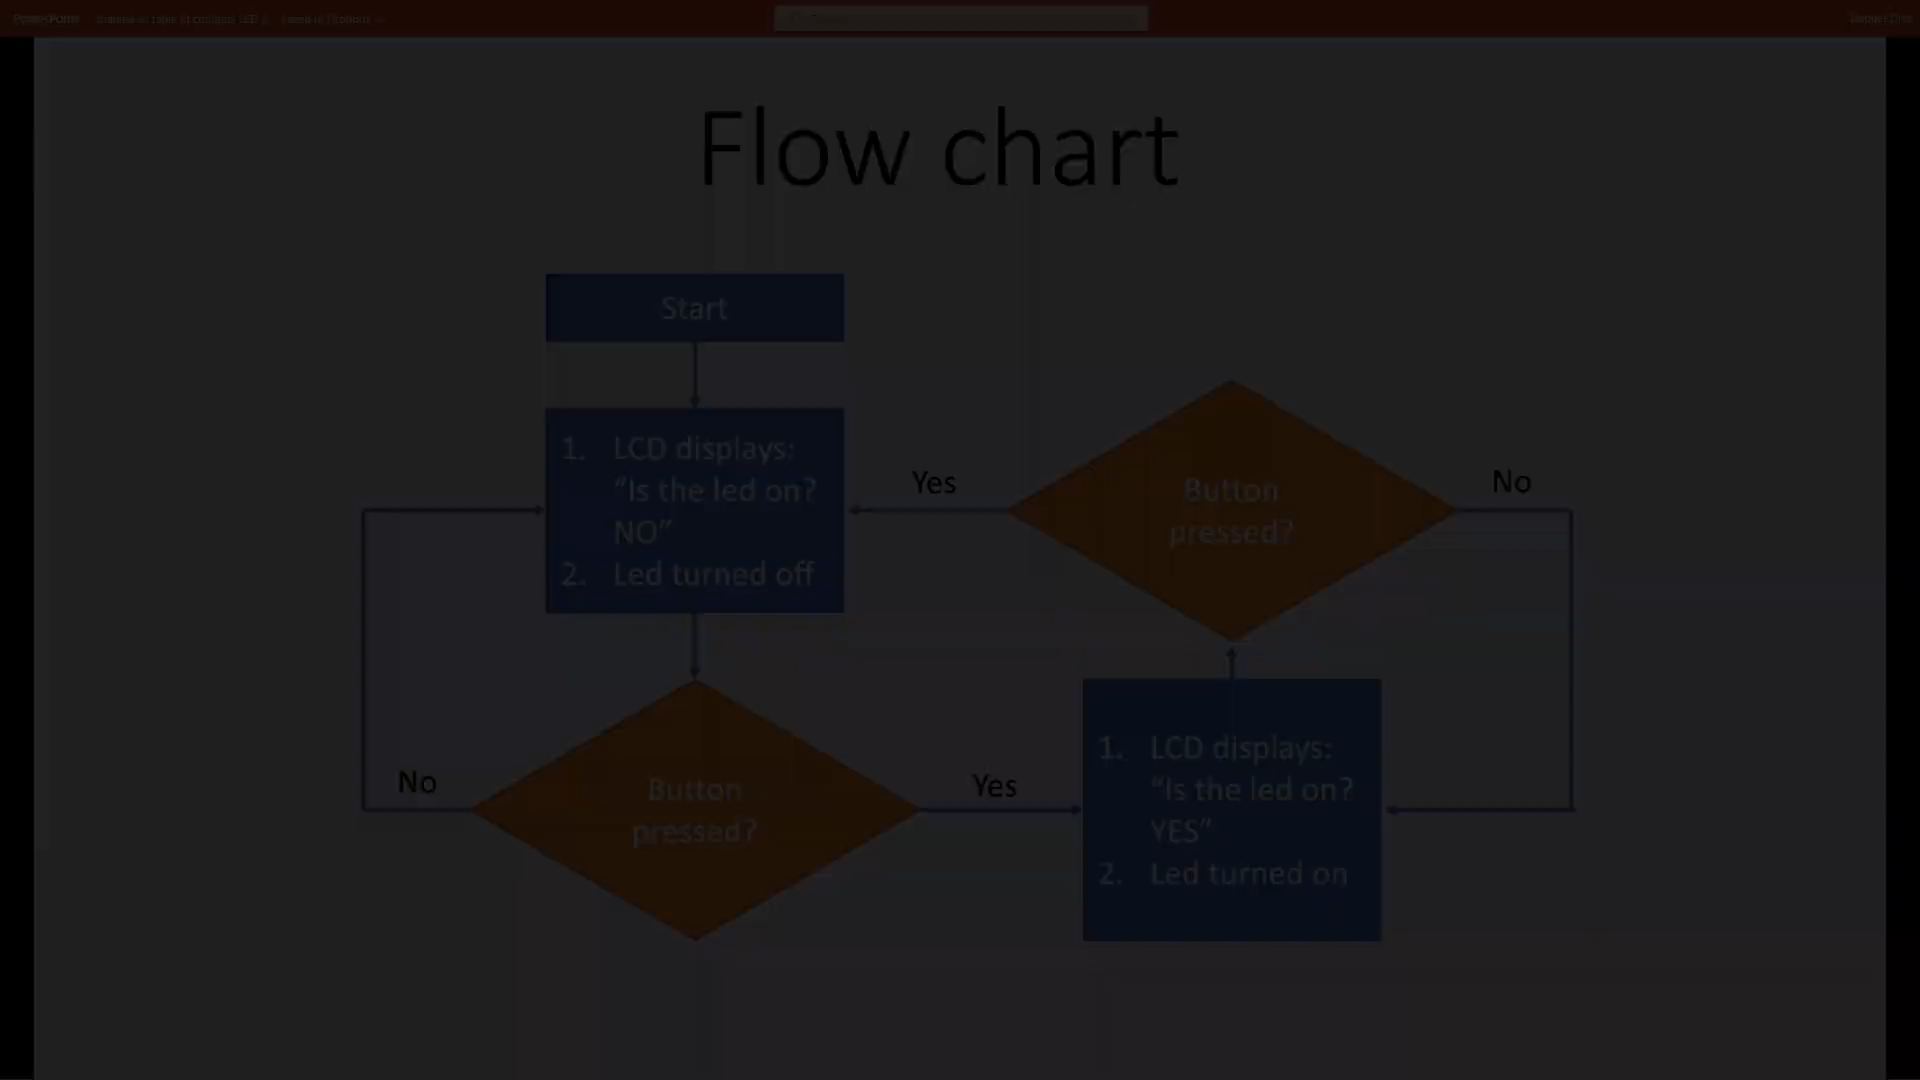 PowerPoint
Flow chart
Start
1. LCD displays:
“Is the led on?
NO”
2. Led turned off
Yes
Button
pressed?
No
No
Button
pressed?
Yes
1. LCD displays:
“Is the led on?
YES”
2. Led turned on